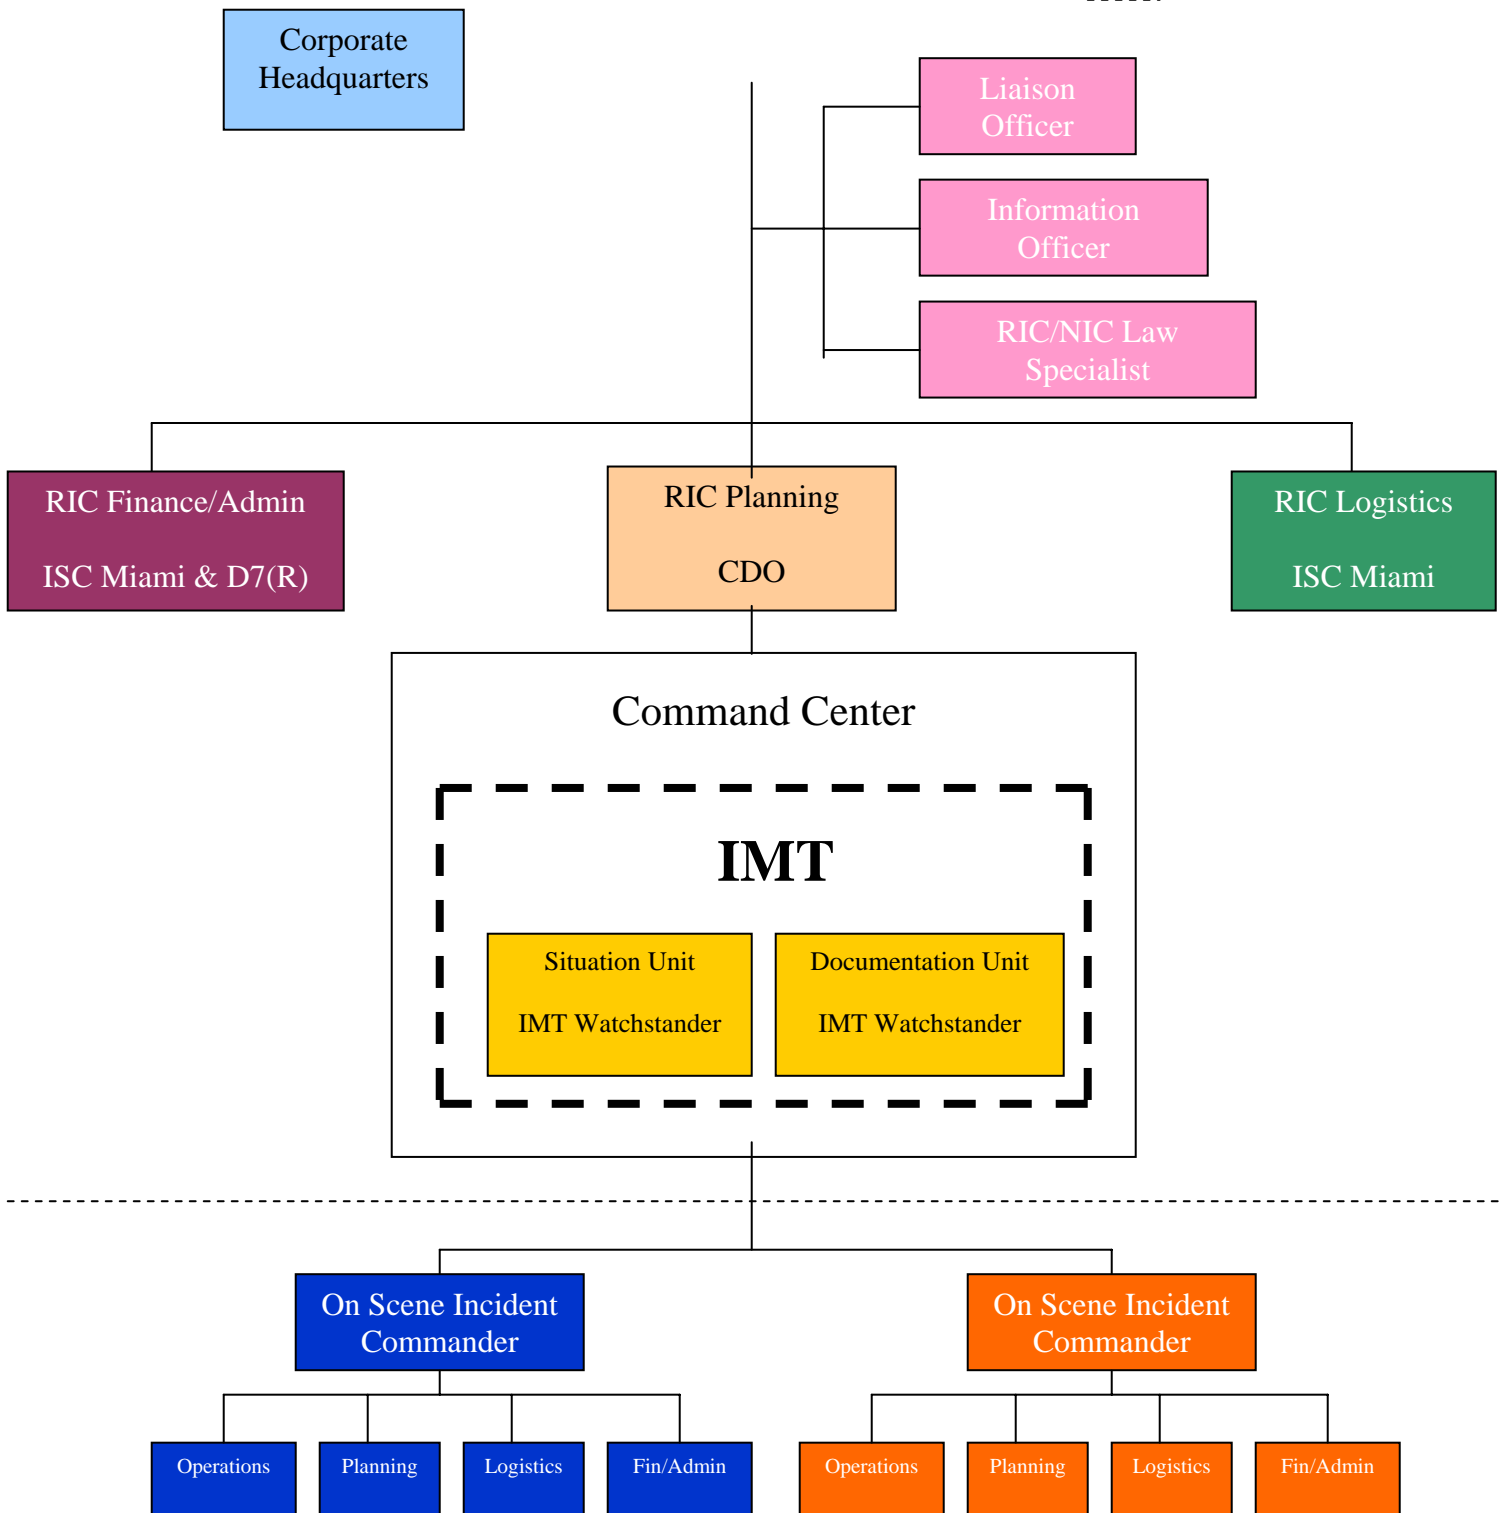 Corporate
Headquarters
Liaison
Officer
Information
Officer
RIC/NIC Law
Specialist
RIC Finance/Admin
ISC Miami & D7(R)
RIC Planning
CDO
RIC Logistics
ISC Miami
Command Center
IMT
Situation Unit
IMT Watchstander
Documentation Unit
IMT Watchstander
On Scene Incident
Commander
On Scene Incident
Commander
Operations
Planning
Logistics
Fin/Admin
Operations
Planning
Logistics
Fin/Admin